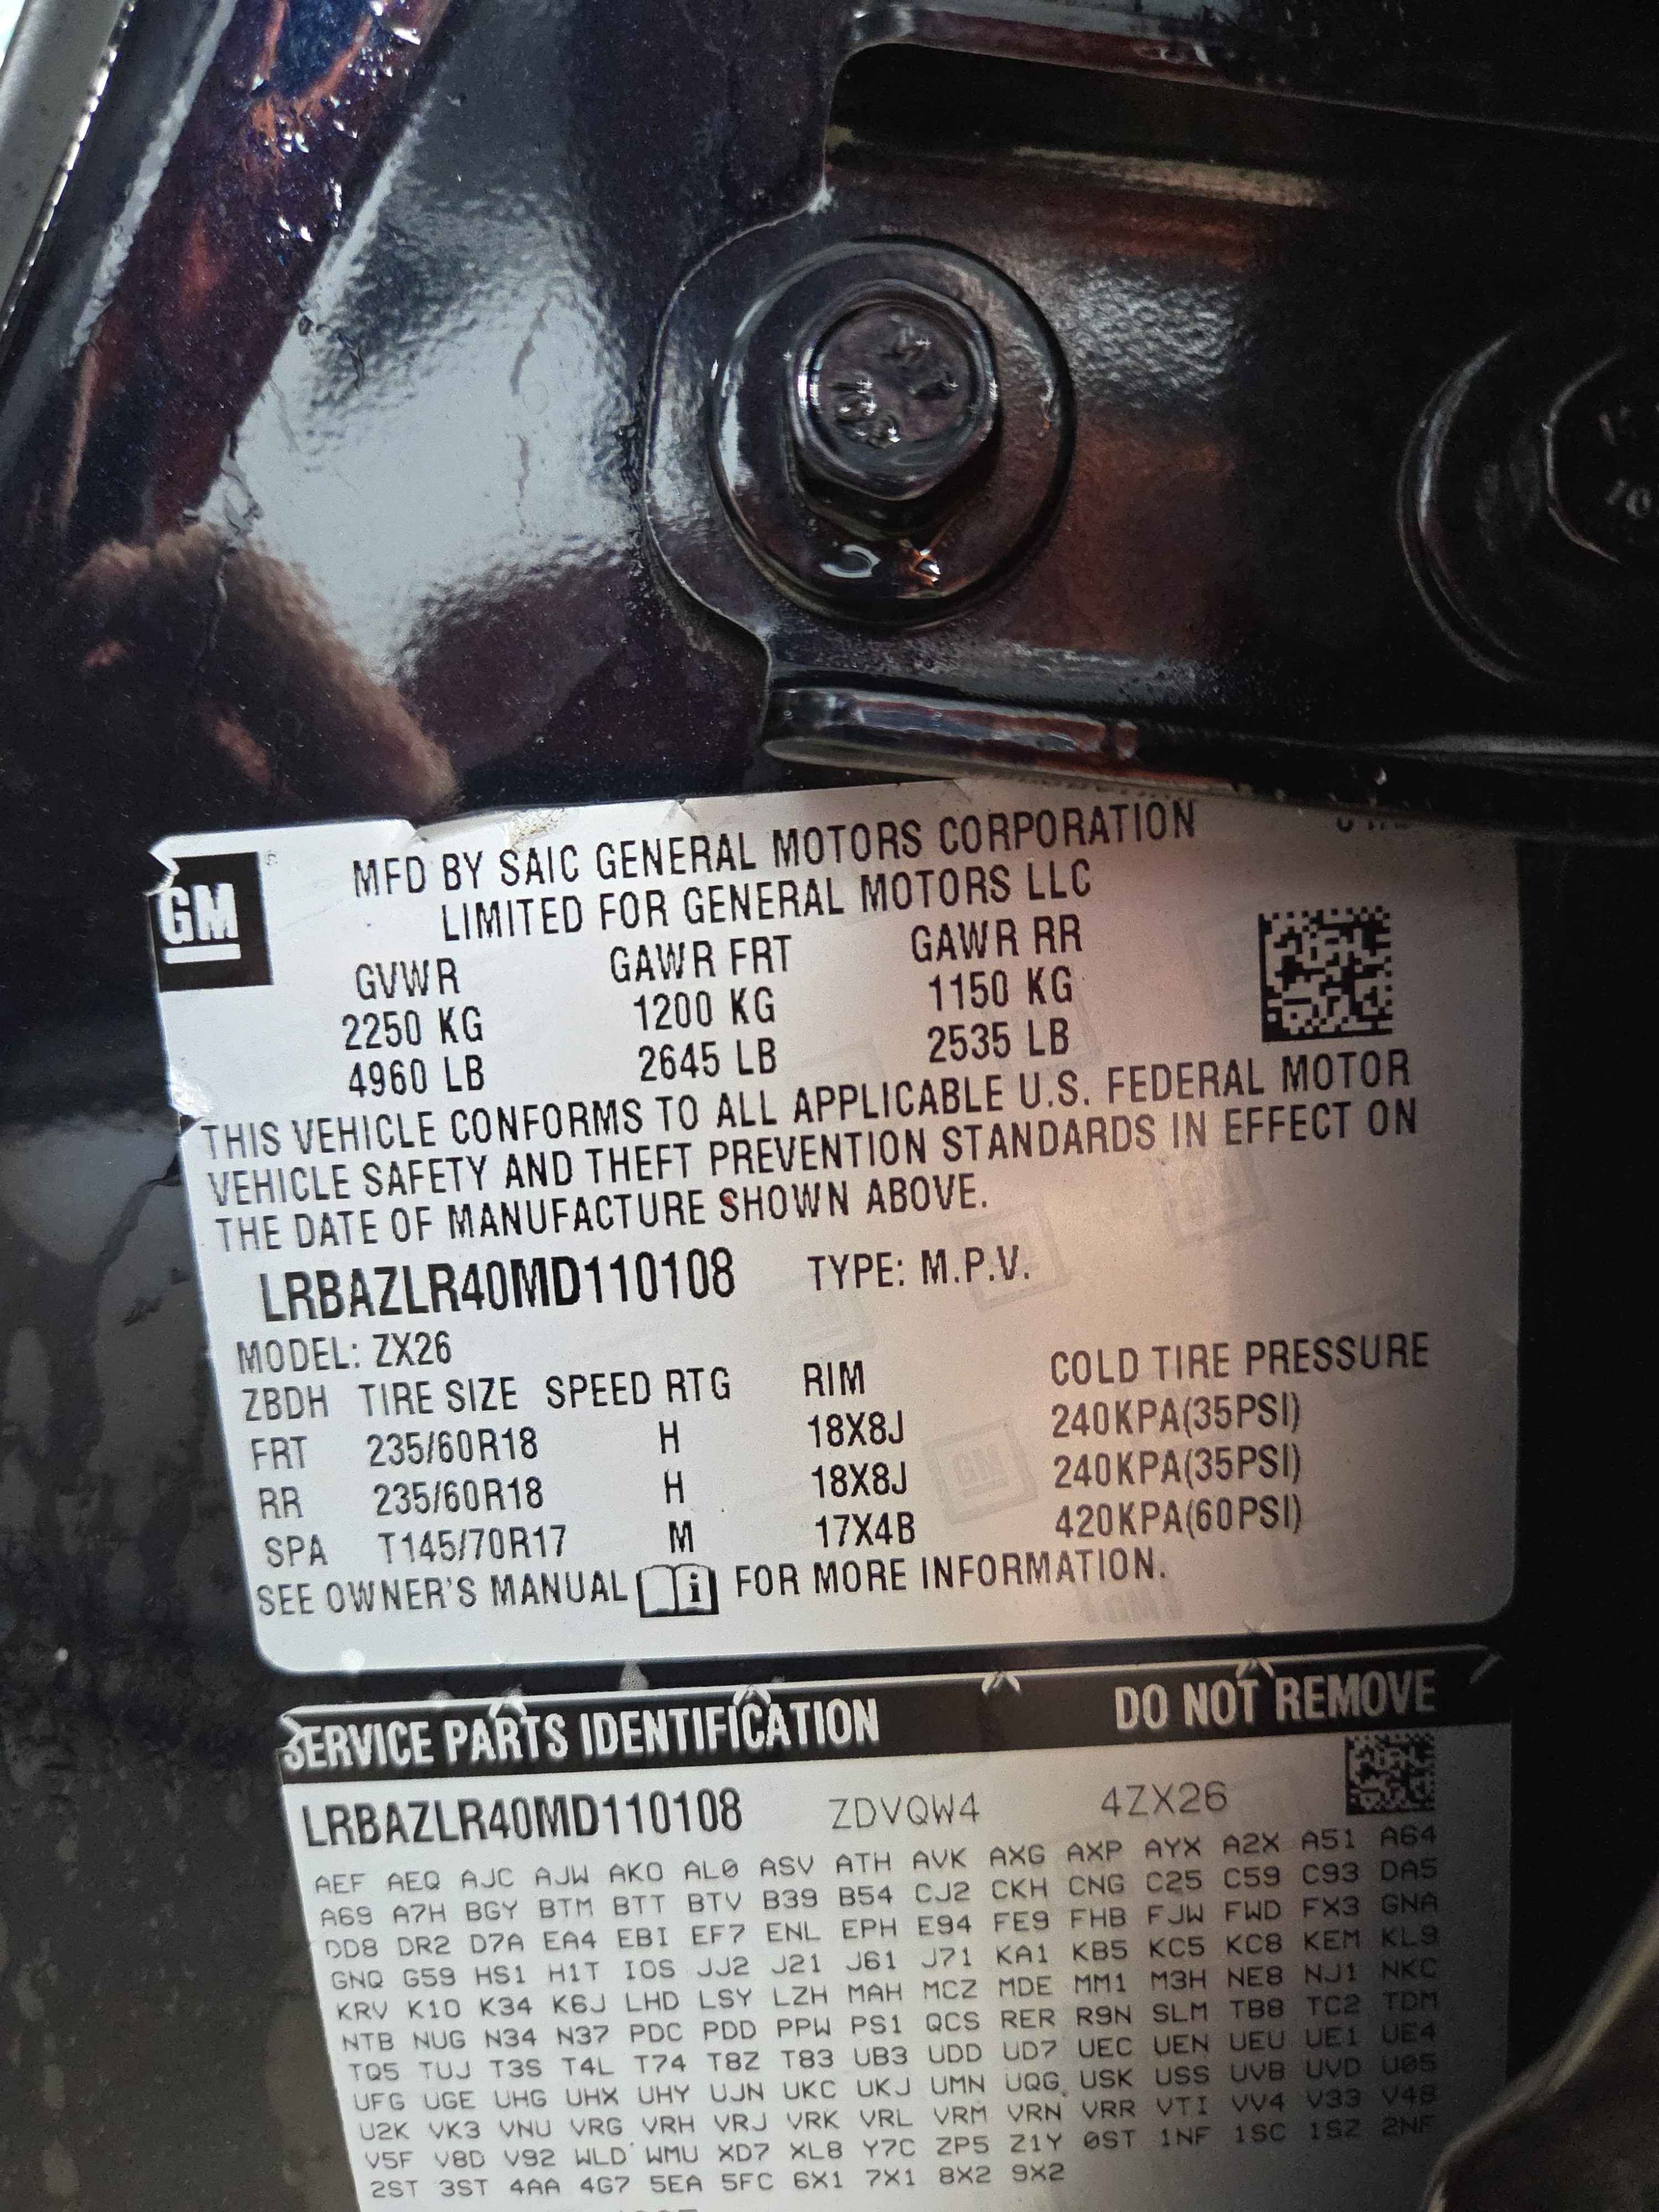 GM
MFD BY SAIC GENERAL MOTORS CORPORATION
LIMITED FOR GENERAL MOTORS LLC
GVWR GAWR FRT GAWR RR
2250 KG 1200 KG 1150 KG
4960 LB 2645 LB 2535 LB
THIS VEHICLE CONFORMS TO ALL APPLICABLE U.S. FEDERAL MOTOR
VEHICLE SAFETY AND THEFT PREVENTION STANDARDS IN EFFECT ON
THE DATE OF MANUFACTURE SHOWN ABOVE.
LRBAZLR40MD110108 TYPE: M.P.V.
MODEL: ZX26
ZBDH TIRE SIZE SPEED RTG RIM COLD TIRE PRESSURE
FRT 235/60R18 H 18X8J 240KPA(35PSI)
RR 235/60R18 H 18X8J 240KPA(35PSI)
SPA T145/70R17 M 17X4B 420KPA(60PSI)
SEE OWNER'S MANUAL FOR MORE INFORMATION.
SERVICE PARTS IDENTIFICATION DO NOT REMOVE
LRBAZLR40MD110108 ZDVQW4 4ZX26
AEF AEQ AJC AJW AKO AL0 ASV ATH AVK AXG AXP AYX A2X A51 A64
A69 A7H BGY BTM BTT BTV B39 B54 CJ2 CKH CNG C25 C59 C93 DA5
DD8 DR2 D7A EA4 EBI EF7 ENL EPH E94 FE9 FHB FJW FWD FX3 GNA
GNQ G59 HS1 H1T IOS JJ2 J21 J61 J71 KA1 KB5 KC5 KC8 KEM KL9
KRV K10 K34 K6J LHD LSY LZH MAH MCZ MDE MM1 M3H NE8 NJ1 NKC
NTB NUG N34 N37 PDC PDD PPW PS1 QCS RER R9N SLM TB8 TC2 TDM
TQ5 TUJ T3S T4L T74 T8Z T83 UB3 UDD UD7 UEC UEN UEU UE1 UE4
UFG UGE UHG UHX UHY UJN UKC UKJ UMN UQG USK USS UVB UVD U05
U2K VK3 VNU VRG VRH VRJ VRK VRL VRM VRN VRR VTI VV4 V33 V48
V5F V8D V92 WLD WMU XD7 XL8 Y7C ZP5 Z1Y 0ST 1NF 1SC 1SZ 2NF
2ST 3ST 4AA 4G7 5EA 5FC 6X1 7X1 8X2 9X2